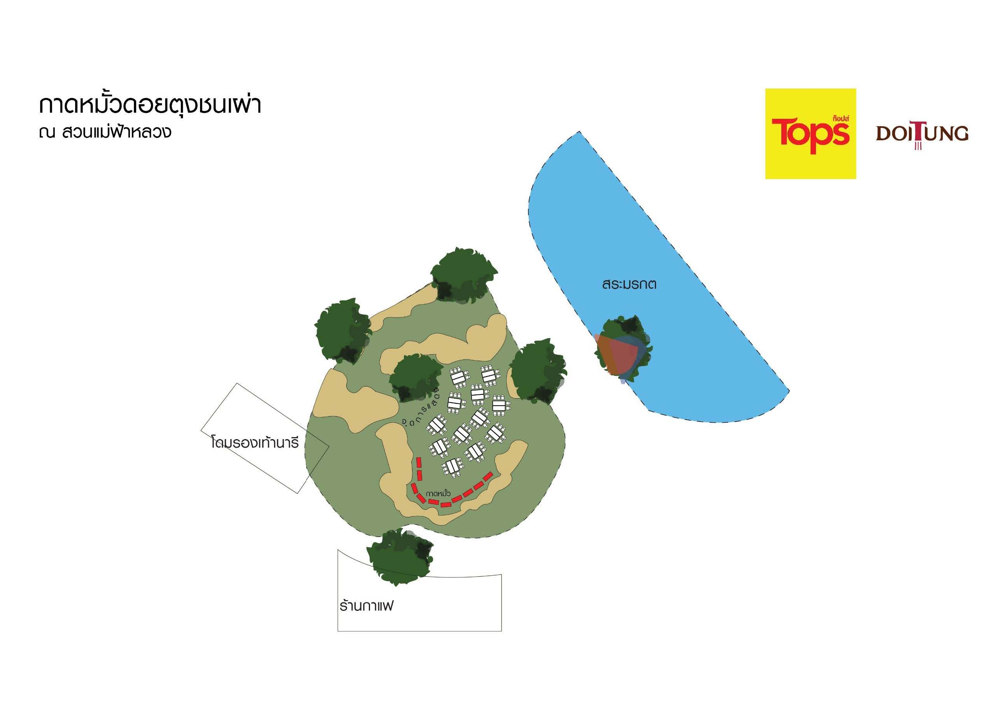 กาดหมั้วดอยตุงชนเผ่า
ณ สวนแม่ฟ้าหลวง
ท็อปส์
Tops
DOITUNG
สระมรกต
จุดการแสดง
โดมรองเท้านารี
กาดหมั้ว
ร้านกาแฟ